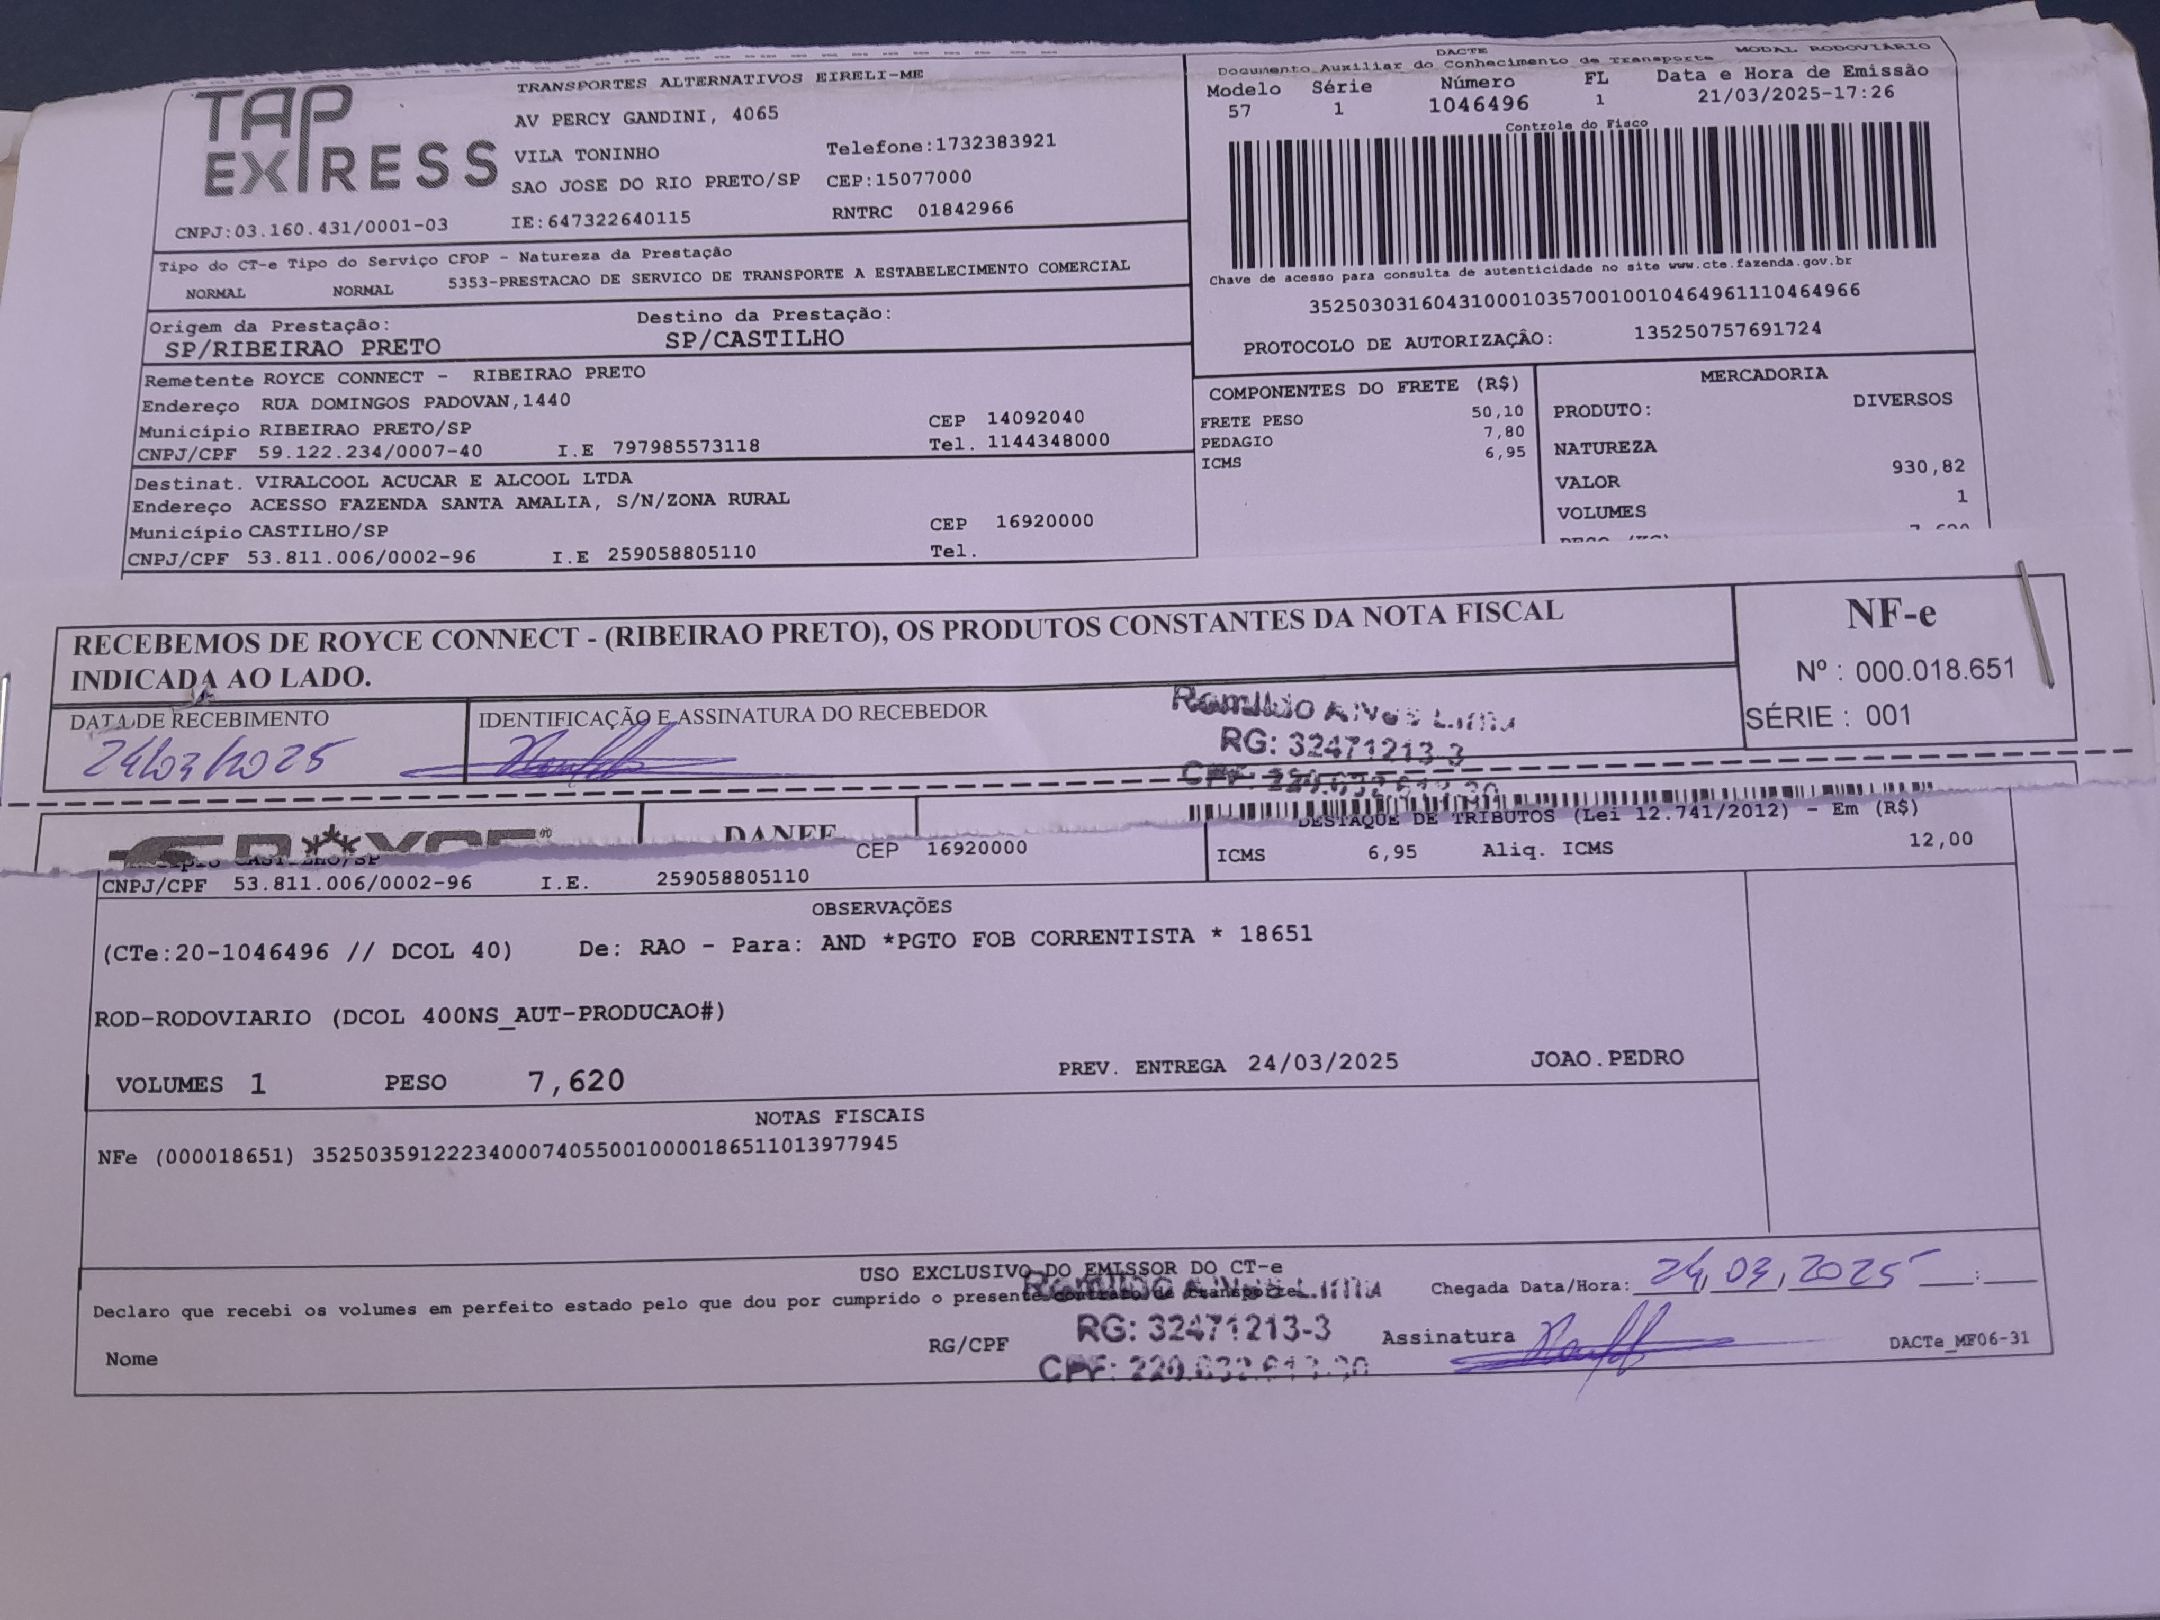 DACTE MODAL RODOVIÁRIO
Documento Auxiliar do Conhecimento de Transporte
TAP EXPRESS
TRANSPORTES ALTERNATIVOS EIRELI-ME
AV PERCY GANDINI, 4065
VILA TONINHO Telefone:1732383921
SAO JOSE DO RIO PRETO/SP CEP:15077000
CNPJ:03.160.431/0001-03 IE:647322640115 RNTRC 01842966
Modelo Série Número FL Data e Hora de Emissão
57 1 1046496 1 21/03/2025-17:26
Controle do Fisco
Chave de acesso para consulta de autenticidade no site www.cte.fazenda.gov.br
35250303160431000103570010010464961110464966
PROTOCOLO DE AUTORIZAÇÃO: 135250757691724
Tipo do CT-e Tipo do Serviço CFOP - Natureza da Prestação
NORMAL NORMAL 5353-PRESTACAO DE SERVICO DE TRANSPORTE A ESTABELECIMENTO COMERCIAL
Origem da Prestação: Destino da Prestação:
SP/RIBEIRAO PRETO SP/CASTILHO
Remetente ROYCE CONNECT - RIBEIRAO PRETO
Endereço RUA DOMINGOS PADOVAN,1440
Município RIBEIRAO PRETO/SP CEP 14092040
CNPJ/CPF 59.122.234/0007-40 I.E 797985573118 Tel. 1144348000
Destinat. VIRALCOOL ACUCAR E ALCOOL LTDA
Endereço ACESSO FAZENDA SANTA AMALIA, S/N/ZONA RURAL
Município CASTILHO/SP CEP 16920000
CNPJ/CPF 53.811.006/0002-96 I.E 259058805110 Tel.
COMPONENTES DO FRETE (R$)
FRETE PESO 50,10
PEDAGIO 7,80
ICMS 6,95
MERCADORIA
PRODUTO: DIVERSOS
NATUREZA
VALOR 930,82
VOLUMES 1
RECEBEMOS DE ROYCE CONNECT - (RIBEIRAO PRETO), OS PRODUTOS CONSTANTES DA NOTA FISCAL
INDICADA AO LADO.
NF-e
Nº : 000.018.651
SÉRIE : 001
DATA DE RECEBIMENTO IDENTIFICAÇÃO E ASSINATURA DO RECEBEDOR
24/03/2025
Romildo Alves Lima
RG: 32471213-3
ROYCE DANFE
DESTAQUE DE TRIBUTOS (Lei 12.741/2012) - Em (R$)
CASTILHO/SP CEP 16920000 ICMS 6,95 Aliq. ICMS 12,00
CNPJ/CPF 53.811.006/0002-96 I.E. 259058805110
OBSERVAÇÕES
(CTe:20-1046496 // DCOL 40) De: RAO - Para: AND *PGTO FOB CORRENTISTA * 18651
ROD-RODOVIARIO (DCOL 400NS_AUT-PRODUCAO#)
VOLUMES 1 PESO 7,620 PREV. ENTREGA 24/03/2025 JOAO.PEDRO
NOTAS FISCAIS
NFe (000018651) 35250359122234000740550010000186511013977945
USO EXCLUSIVO DO EMISSOR DO CT-e
Declaro que recebi os volumes em perfeito estado pelo que dou por cumprido o presente contrato de transporte
Chegada Data/Hora: 24,03,2025 :
Romildo Alves Lima
RG: 32471213-3
Nome RG/CPF Assinatura DACTe_MF06-31